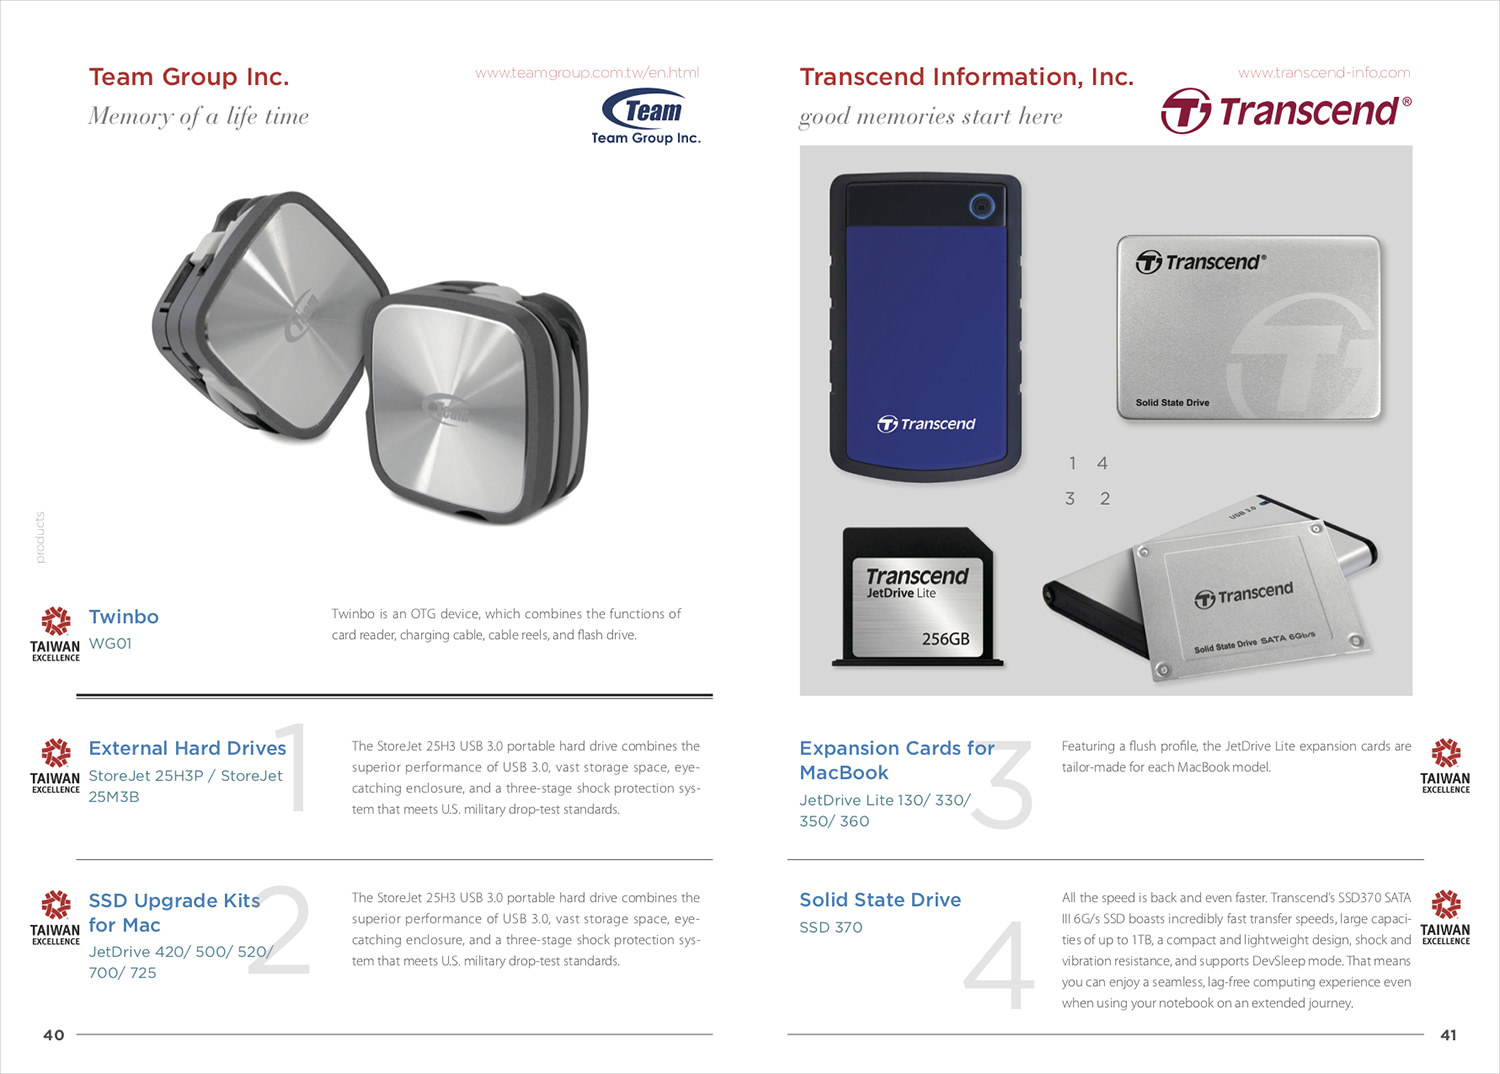 Team Group Inc.
www.teamgroup.com.tw/en.html
Memory of a life time
Team
Team Group Inc.
Team
Team
products
TAIWAN
EXCELLENCE
Twinbo
WG01
Twinbo is an OTG device, which combines the functions of
card reader, charging cable, cable reels, and flash drive.
TAIWAN
EXCELLENCE
External Hard Drives
StoreJet 25H3P / StoreJet
25M3B
1
The StoreJet 25H3 USB 3.0 portable hard drive combines the
superior performance of USB 3.0, vast storage space, eye-
catching enclosure, and a three-stage shock protection sys-
tem that meets U.S. military drop-test standards.
TAIWAN
EXCELLENCE
SSD Upgrade Kits
for Mac
JetDrive 420/ 500/ 520/
700/ 725
2
The StoreJet 25H3 USB 3.0 portable hard drive combines the
superior performance of USB 3.0, vast storage space, eye-
catching enclosure, and a three-stage shock protection sys-
tem that meets U.S. military drop-test standards.
40
Transcend Information, Inc.
www.transcend-info.com
good memories start here
Transcend®
Transcend
Transcend®
Solid State Drive
1 4
3 2
Transcend
JetDrive Lite
256GB
USB 3.0
Transcend
Solid State Drive SATA 6Gb/s
Expansion Cards for
MacBook
JetDrive Lite 130/ 330/
350/ 360
3
Featuring a flush profile, the JetDrive Lite expansion cards are
tailor-made for each MacBook model.
TAIWAN
EXCELLENCE
Solid State Drive
SSD 370
4
All the speed is back and even faster. Transcend's SSD370 SATA
III 6G/s SSD boasts incredibly fast transfer speeds, large capaci-
ties of up to 1TB, a compact and lightweight design, shock and
vibration resistance, and supports DevSleep mode. That means
you can enjoy a seamless, lag-free computing experience even
when using your notebook on an extended journey.
TAIWAN
EXCELLENCE
41